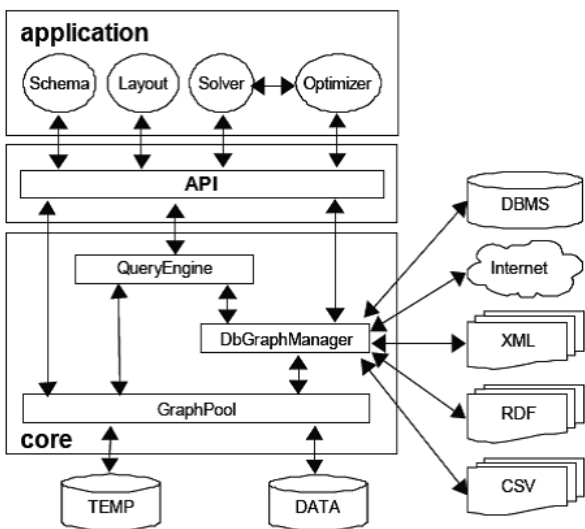 application
Schema
Layout
Solver
Optimizer
API
DBMS
QueryEngine
Internet
DbGraphManager
XML
GraphPool
RDF
core
TEMP
DATA
CSV